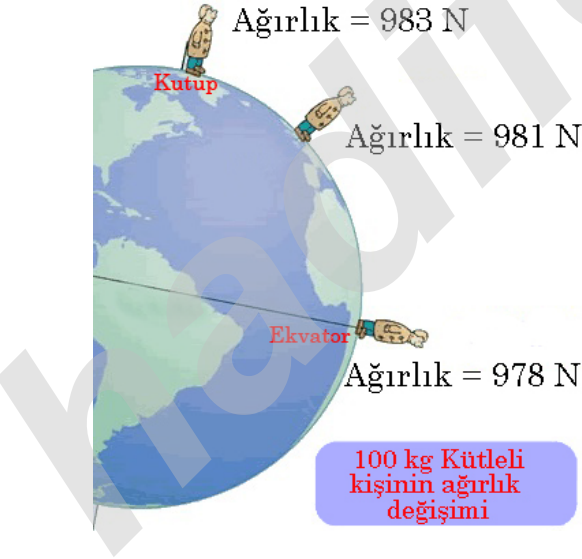 Ağırlık = 983 N
Kutup
Ağırlık = 981 N
Ekvator
Ağırlık = 978 N
100 kg Kütleli
kişinin ağırlık
değişimi